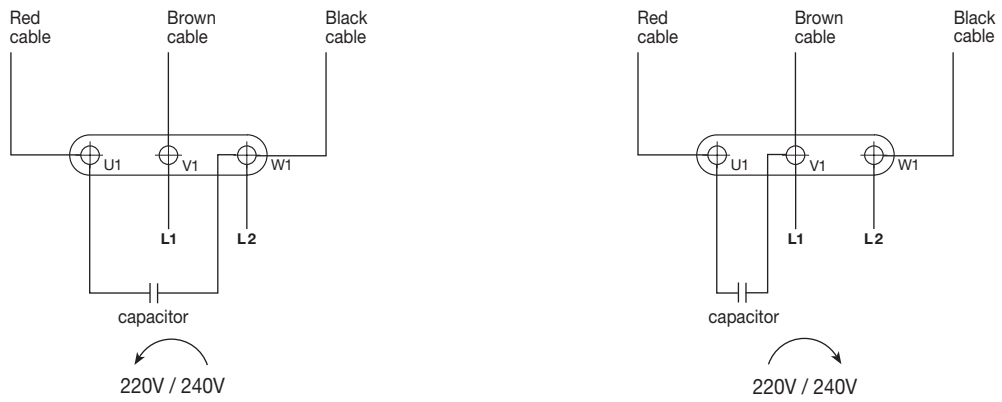 Red
cable
Brown
cable
Black
cable
U1
V1
W1
L1
L2
capacitor
220V / 240V
Red
cable
Brown
cable
Black
cable
U1
V1
W1
L1
L2
capacitor
220V / 240V